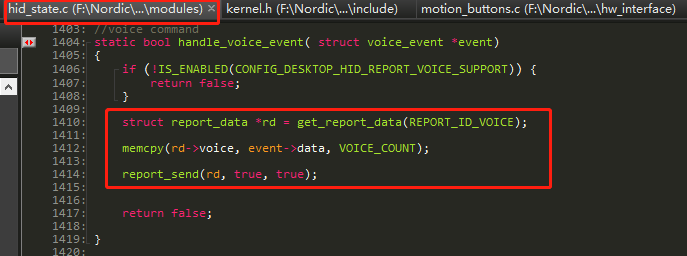 hid_state.c (F:\Nordic\...\modules) × kernel.h (F:\Nordic\...\include) motion_buttons.c (F:\Nordic\...\hw_interface)
1403: //voice command
1404: static bool handle_voice_event( struct voice_event *event)
1405: {
1406: if (!IS_ENABLED(CONFIG_DESKTOP_HID_REPORT_VOICE_SUPPORT)) {
1407: return false;
1408: }
1409:
1410: struct report_data *rd = get_report_data(REPORT_ID_VOICE);
1411:
1412: memcpy(rd->voice, event->data, VOICE_COUNT);
1413:
1414: report_send(rd, true, true);
1415:
1416:
1417: return false;
1418:
1419: }
1420: